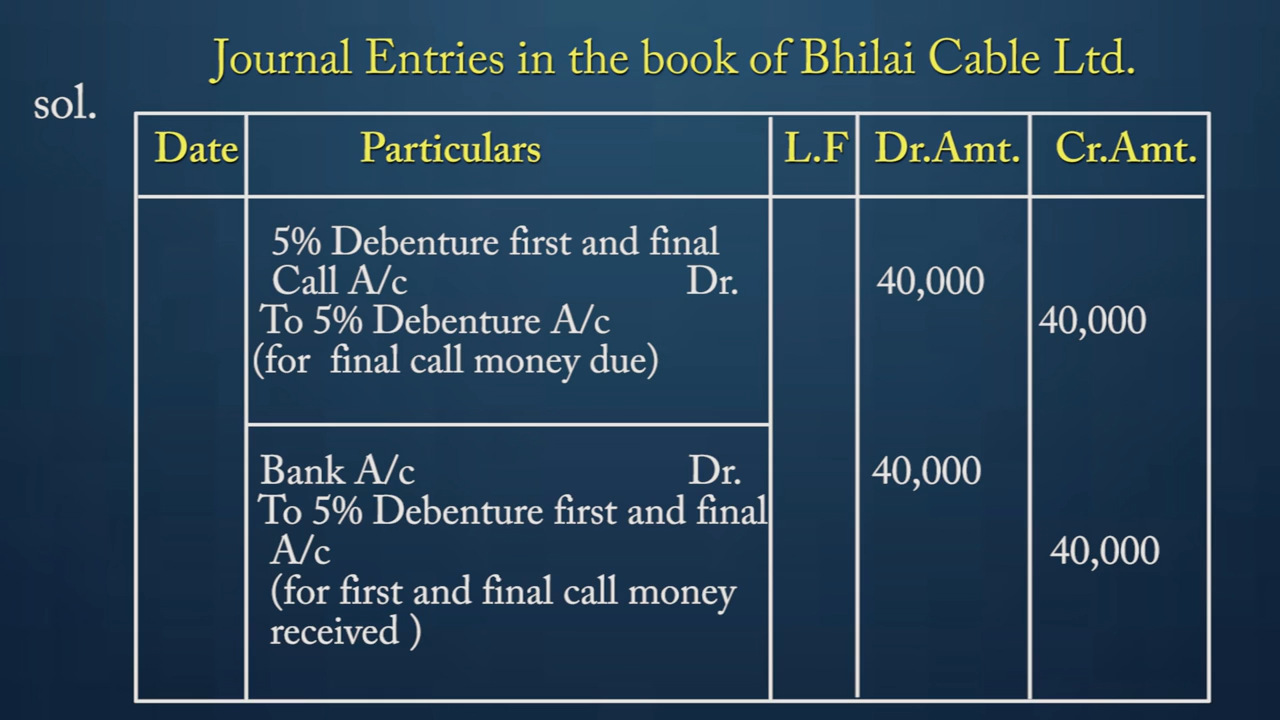 Journal Entries in the book of Bhilai Cable Ltd.
sol.
Date Particulars L.F Dr.Amt. Cr.Amt.
5% Debenture first and final
Call A/c Dr. 40,000
To 5% Debenture A/c 40,000
(for final call money due)
Bank A/c Dr. 40,000
To 5% Debenture first and final
A/c 40,000
(for first and final call money
received )